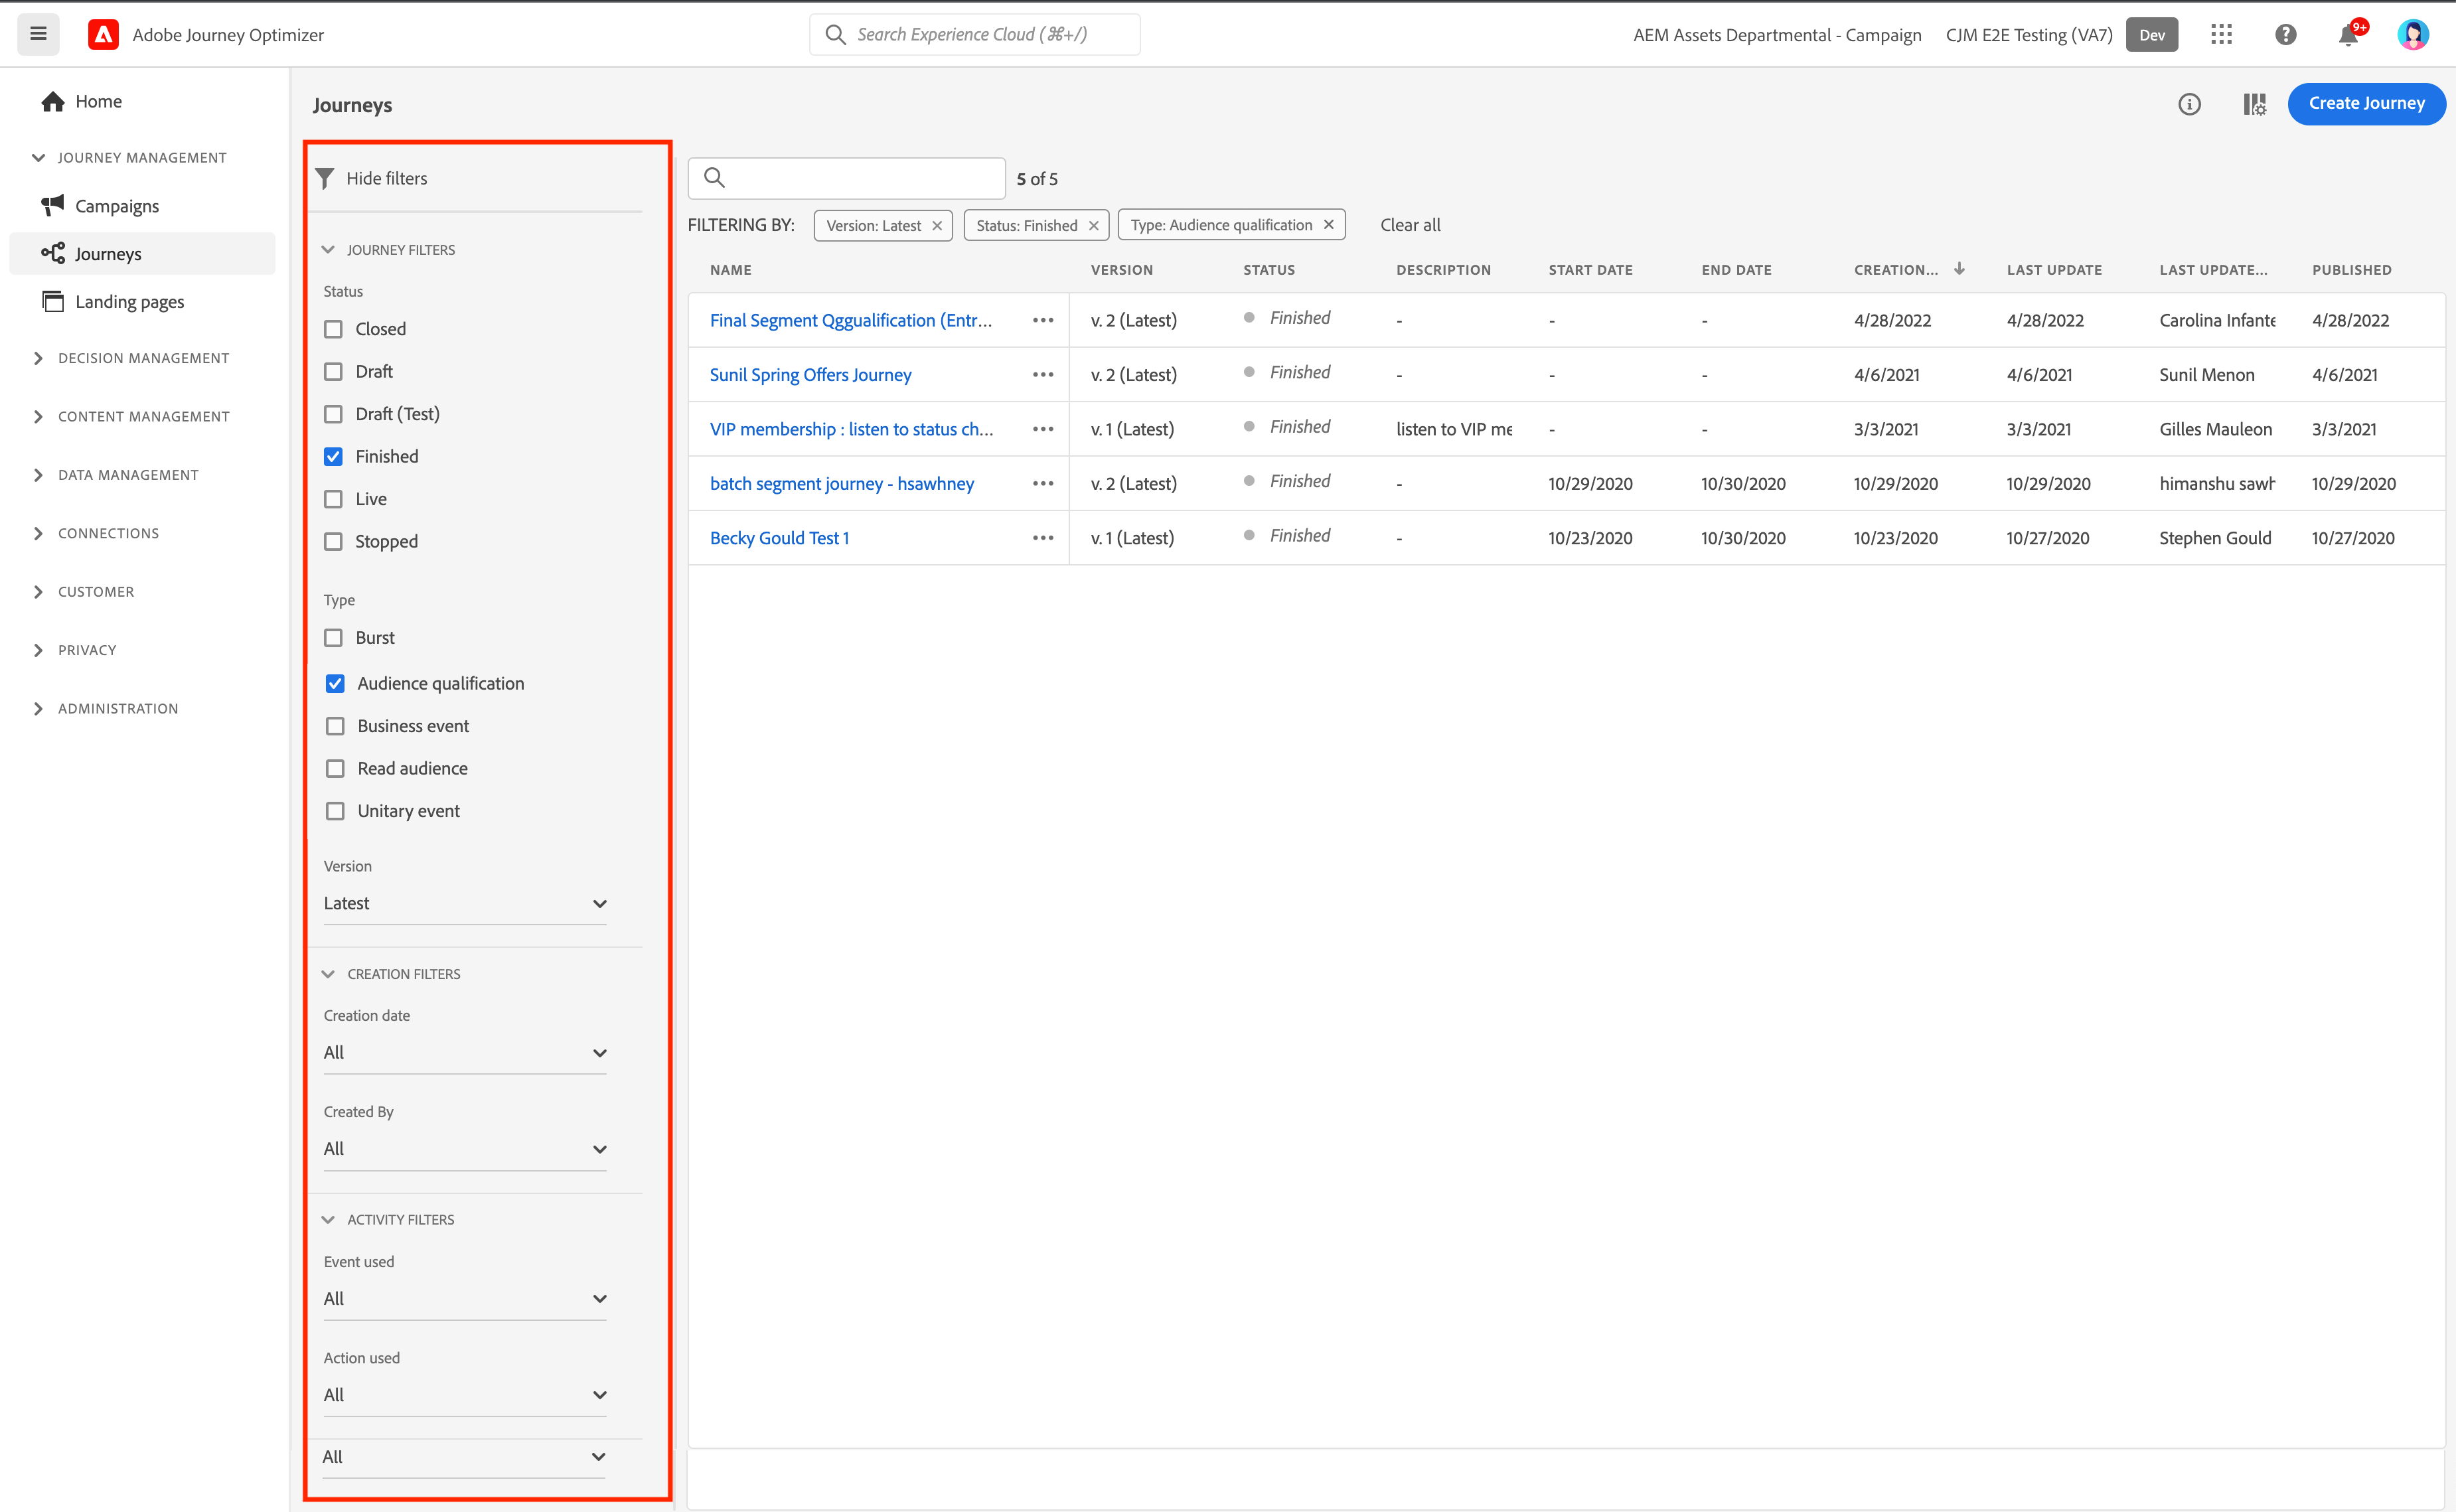 Adobe Journey Optimizer
Search Experience Cloud (⌘+/)
AEM Assets Departmental - Campaign
CJM E2E Testing (VA7)
Dev
9+
Home
JOURNEY MANAGEMENT
Campaigns
Journeys
Landing pages
DECISION MANAGEMENT
CONTENT MANAGEMENT
DATA MANAGEMENT
CONNECTIONS
CUSTOMER
PRIVACY
ADMINISTRATION
Journeys
Create Journey
Hide filters
JOURNEY FILTERS
Status
Closed
Draft
Draft (Test)
Finished
Live
Stopped
Type
Burst
Audience qualification
Business event
Read audience
Unitary event
Version
Latest
CREATION FILTERS
Creation date
All
Created By
All
ACTIVITY FILTERS
Event used
All
Action used
All
All
5 of 5
FILTERING BY: Version: Latest Status: Finished Type: Audience qualification Clear all
NAME VERSION STATUS DESCRIPTION START DATE END DATE CREATION... LAST UPDATE LAST UPDATE... PUBLISHED
Final Segment Qggualification (Entr... v. 2 (Latest) Finished - - - 4/28/2022 4/28/2022 Carolina Infante 4/28/2022
Sunil Spring Offers Journey v. 2 (Latest) Finished - - - 4/6/2021 4/6/2021 Sunil Menon 4/6/2021
VIP membership : listen to status ch... v. 1 (Latest) Finished listen to VIP me - - 3/3/2021 3/3/2021 Gilles Mauleon 3/3/2021
batch segment journey - hsawhney v. 2 (Latest) Finished - 10/29/2020 10/30/2020 10/29/2020 10/29/2020 himanshu sawh 10/29/2020
Becky Gould Test 1 v. 1 (Latest) Finished - 10/23/2020 10/30/2020 10/23/2020 10/27/2020 Stephen Gould 10/27/2020